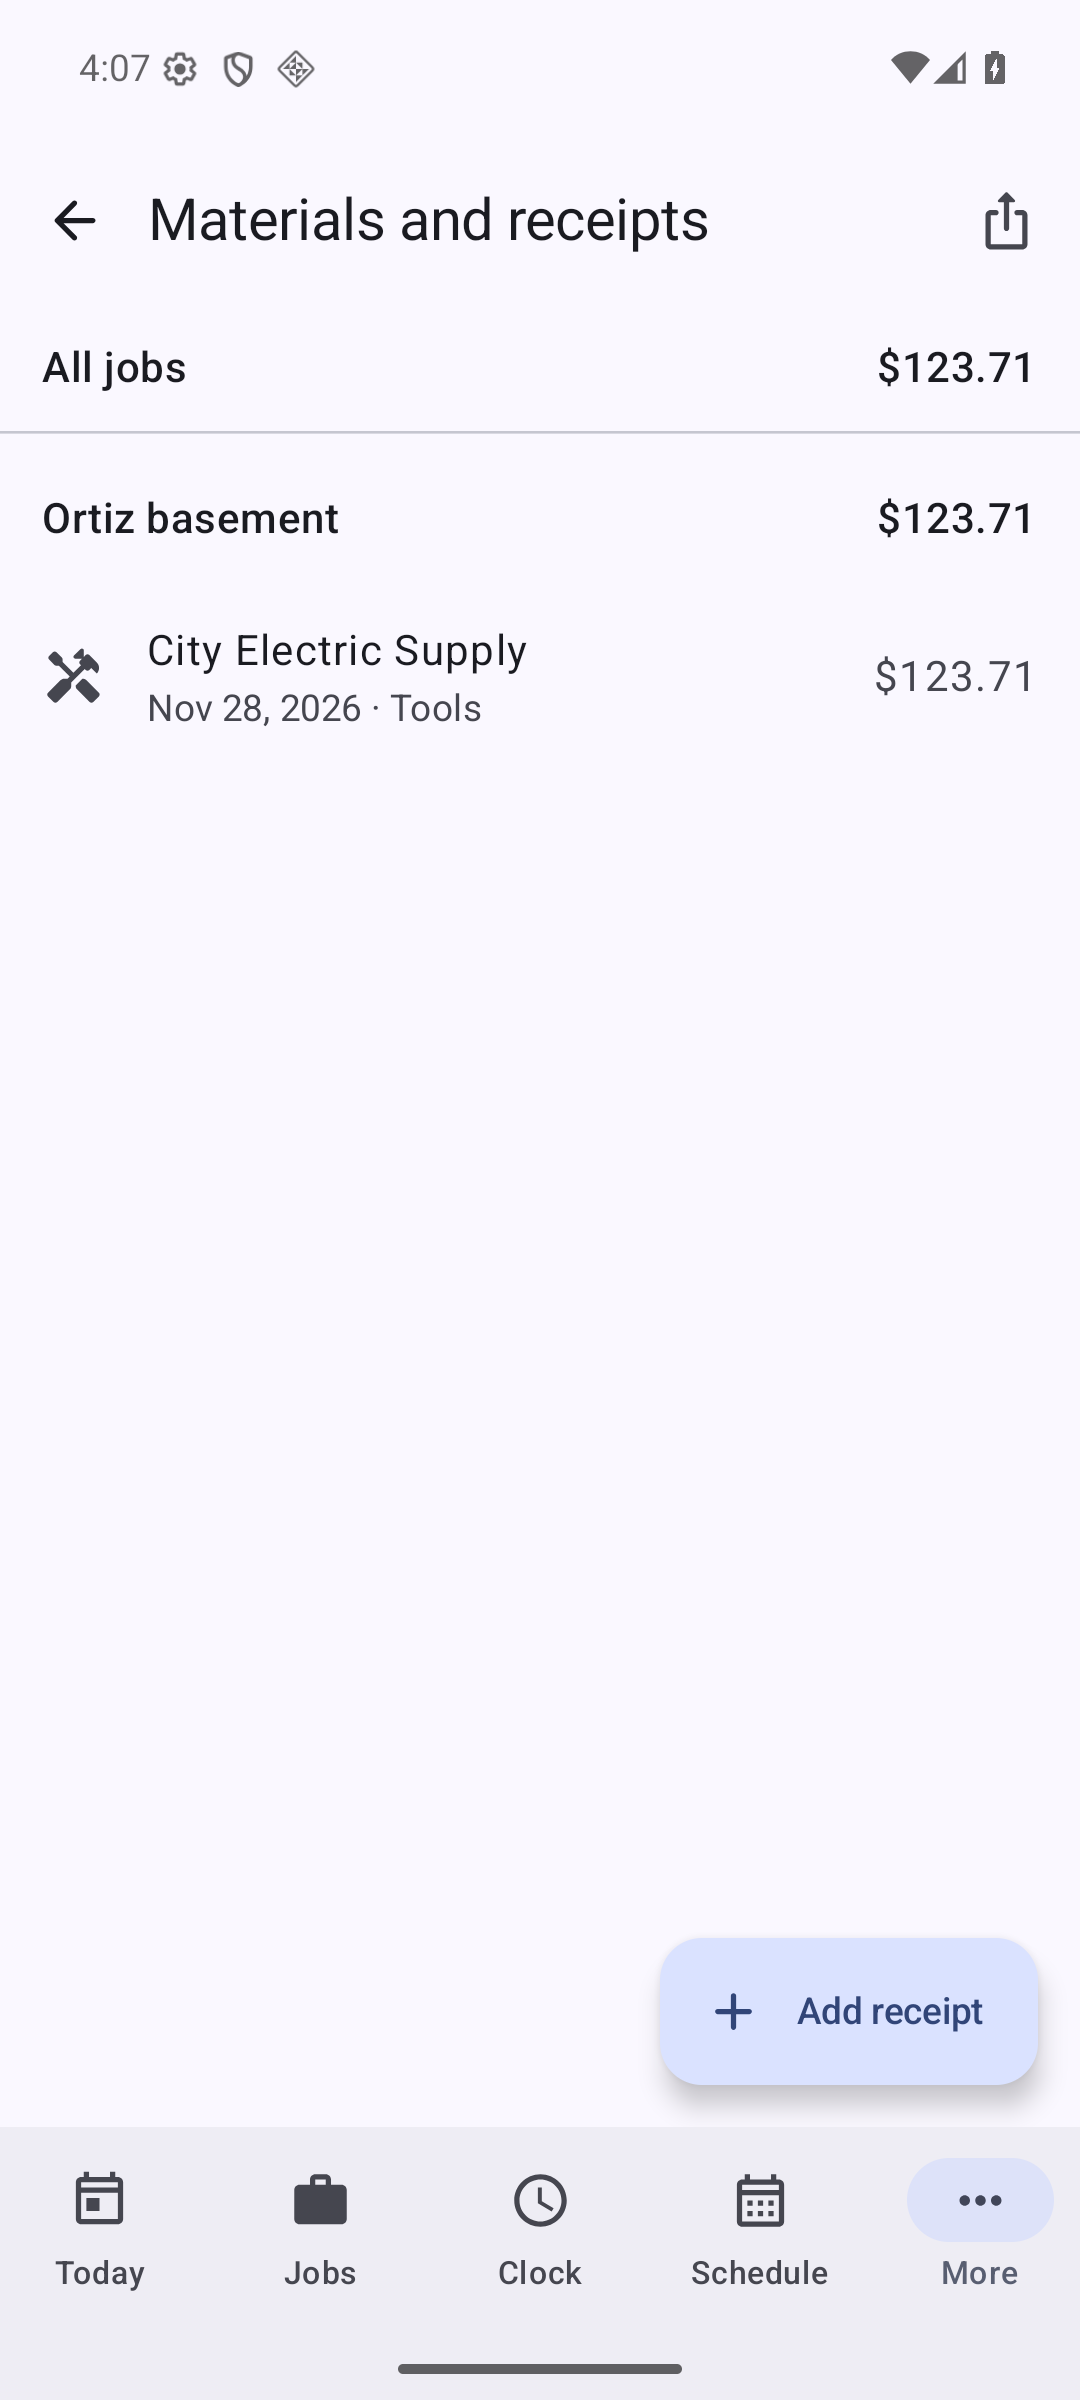 4:07
Materials and receipts
All jobs $123.71
Ortiz basement $123.71
City Electric Supply $123.71
Nov 28, 2026 · Tools
Add receipt
Today Jobs Clock Schedule More